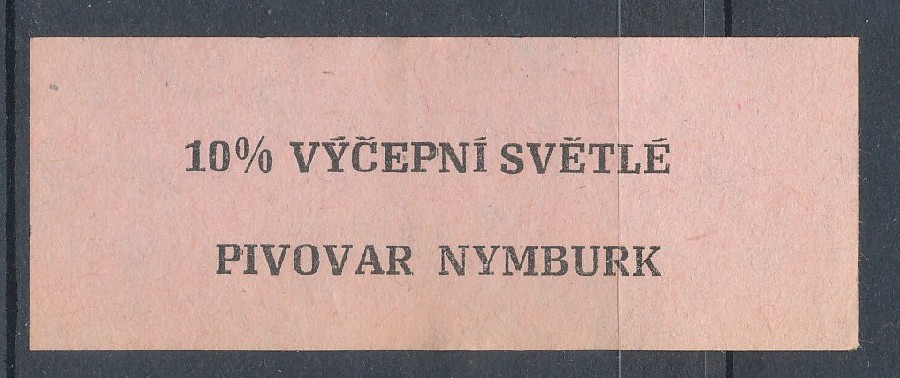 10% VÝČEPNÍ SVĚTLÉ
PIVOVAR NYMBURK